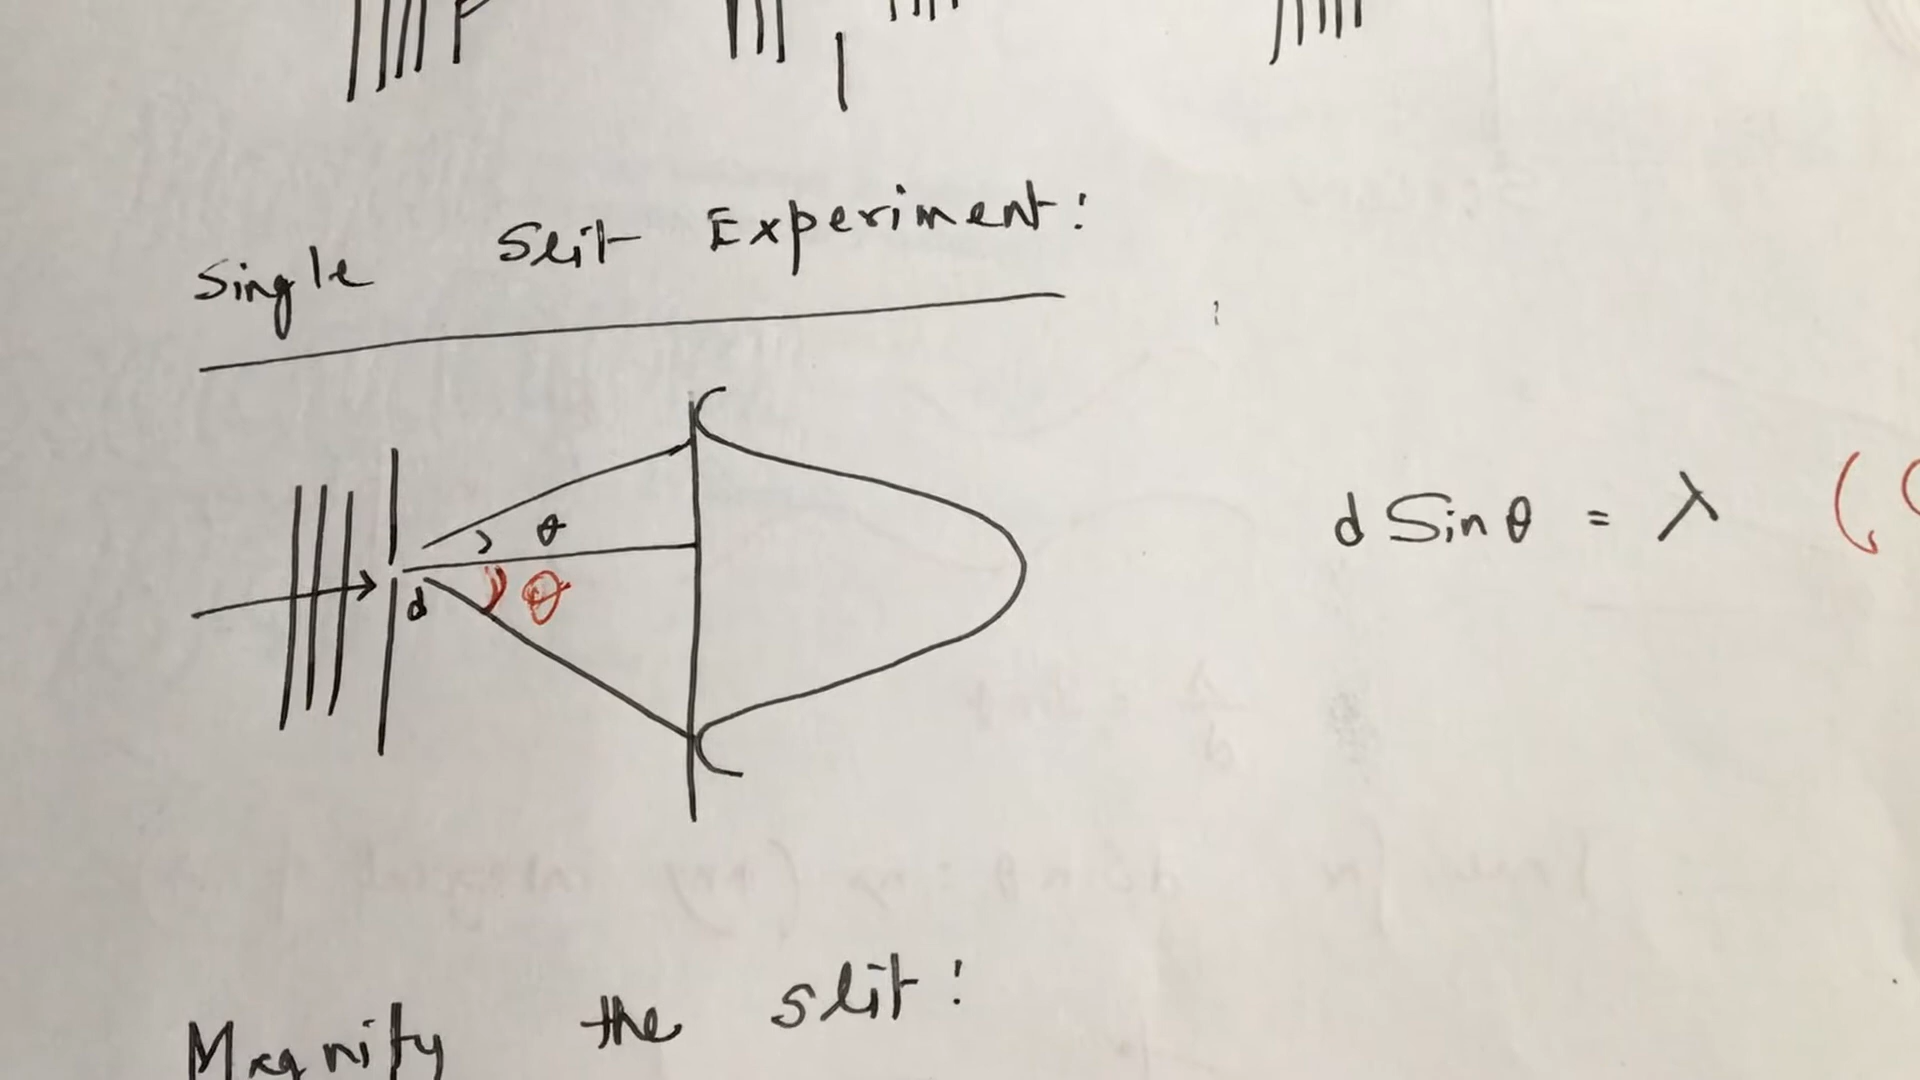 Single Slit Experiment:
θ
θ
d
d Sin θ = λ (
Magnify the slit: